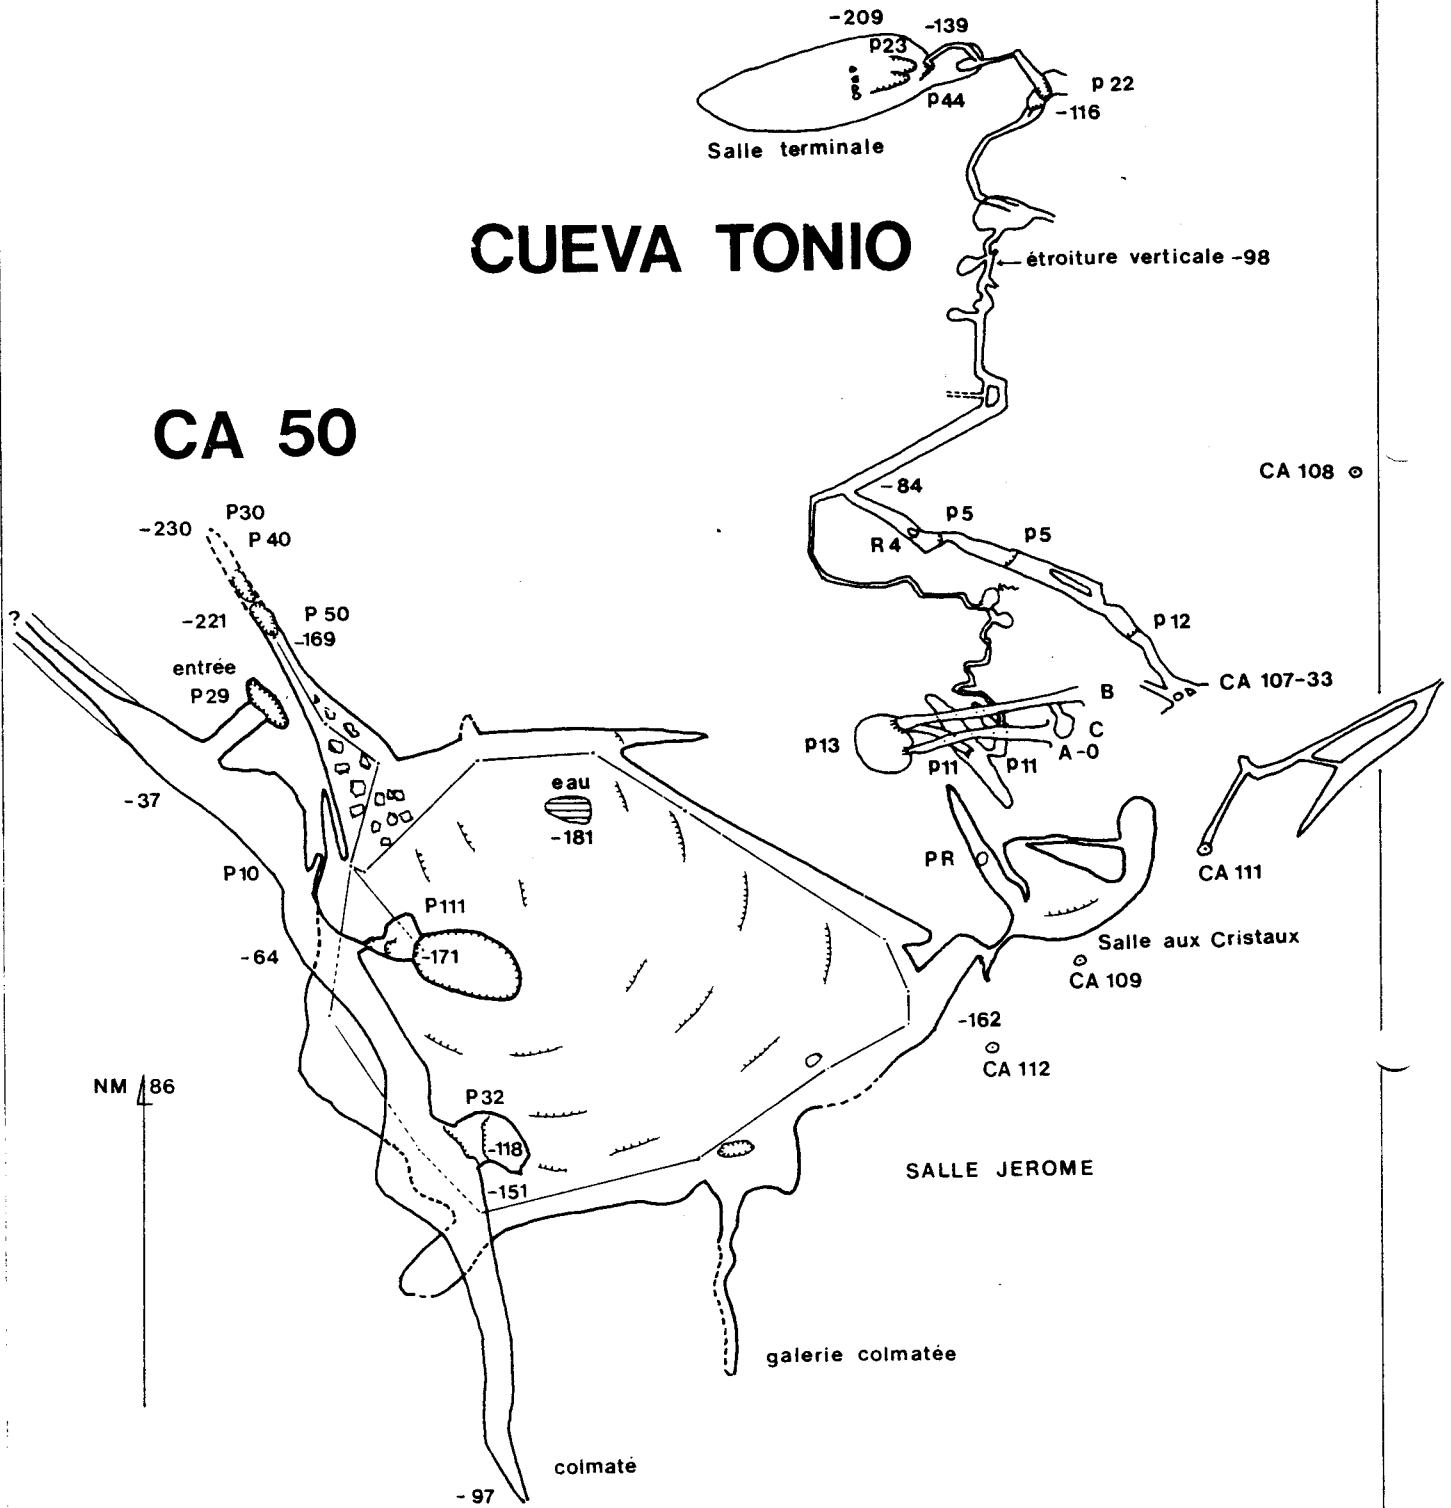 -209
-139
p23
p44
p 22
-116
Salle terminale
CUEVA TONIO
étroiture verticale -98
CA 50
CA 108
-84
p5
p5
R 4
p 12
CA 107-33
P30
-230
P 40
P 50
-221
-169
?
entrée
P29
B
C
A-0
p13
p11
p11
-37
eau
-181
PR
CA 111
P10
P111
-171
-64
Salle aux Cristaux
CA 109
-162
CA 112
NM 86
P32
-118
-151
SALLE JEROME
galerie colmatée
colmaté
-97